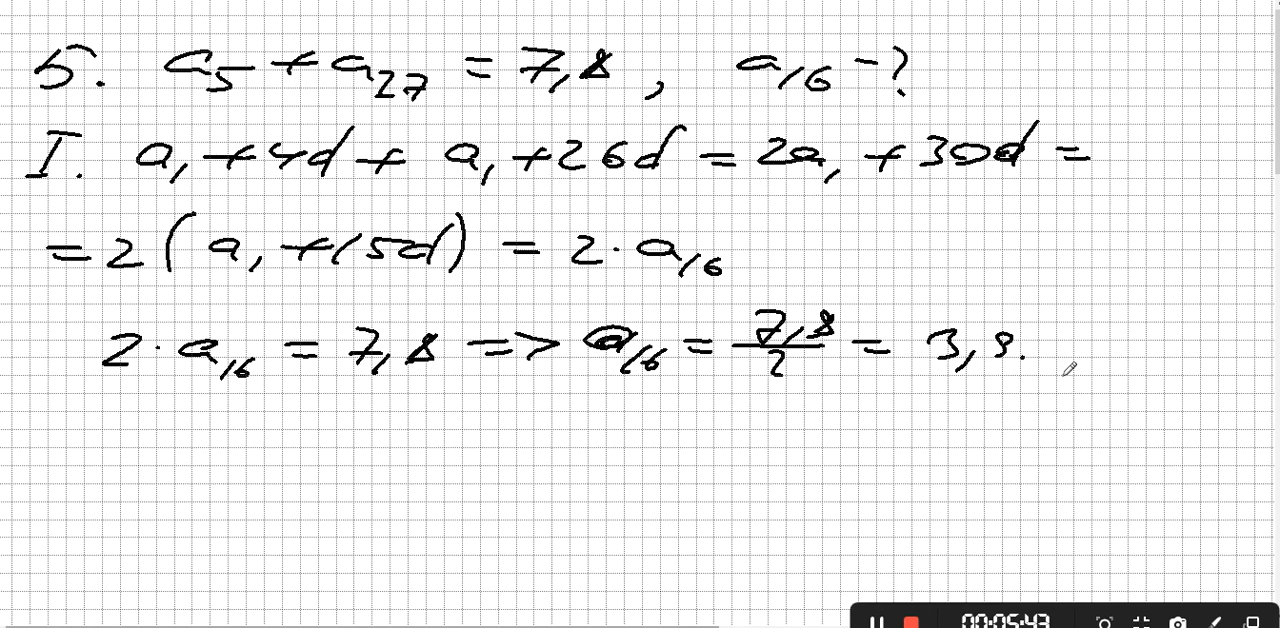 5. a₅ + a₂₇ = 7,8 , a₁₆ - ?
I. a₁ + 4d + a₁ + 26d = 2a₁ + 30d =
= 2 ( a₁ + 15d ) = 2 · a₁₆
2 · a₁₆ = 7,8 => a₁₆ = 7,8/2 = 3,9.
00:05:43